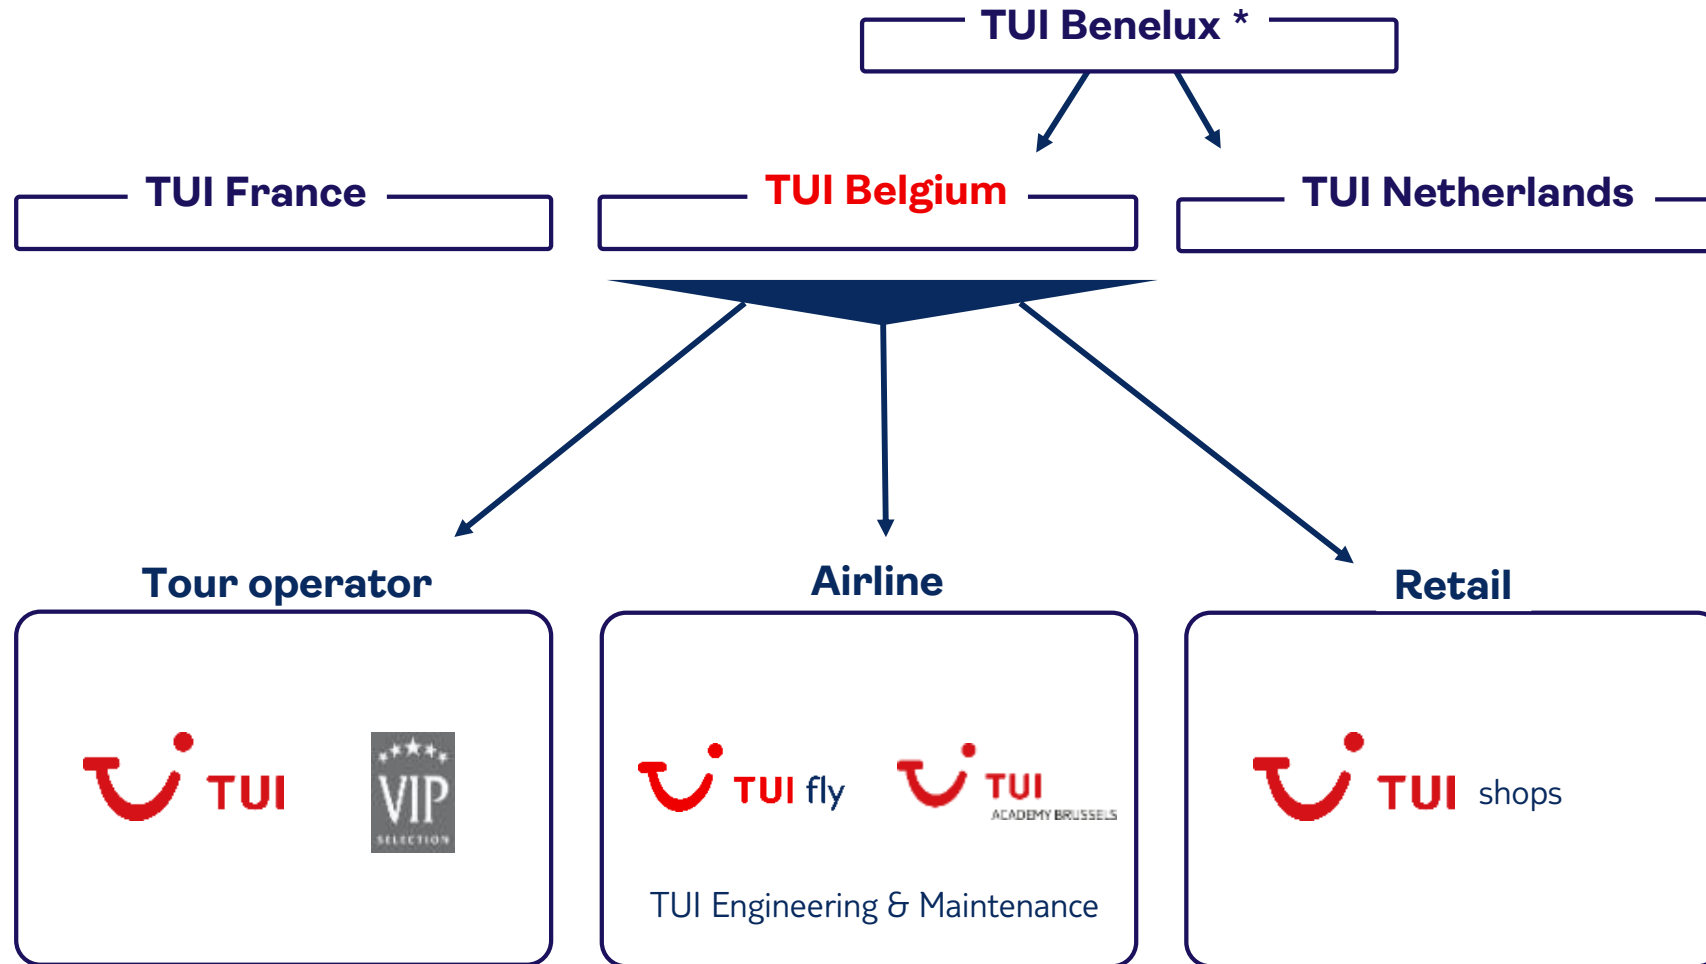 TUI Benelux *
TUI France
TUI Belgium
TUI Netherlands
Tour operator
Airline
Retail
TUI
VIP
SELECTION
TUI fly
TUI
ACADEMY BRUSSELS
TUI shops
TUI Engineering & Maintenance